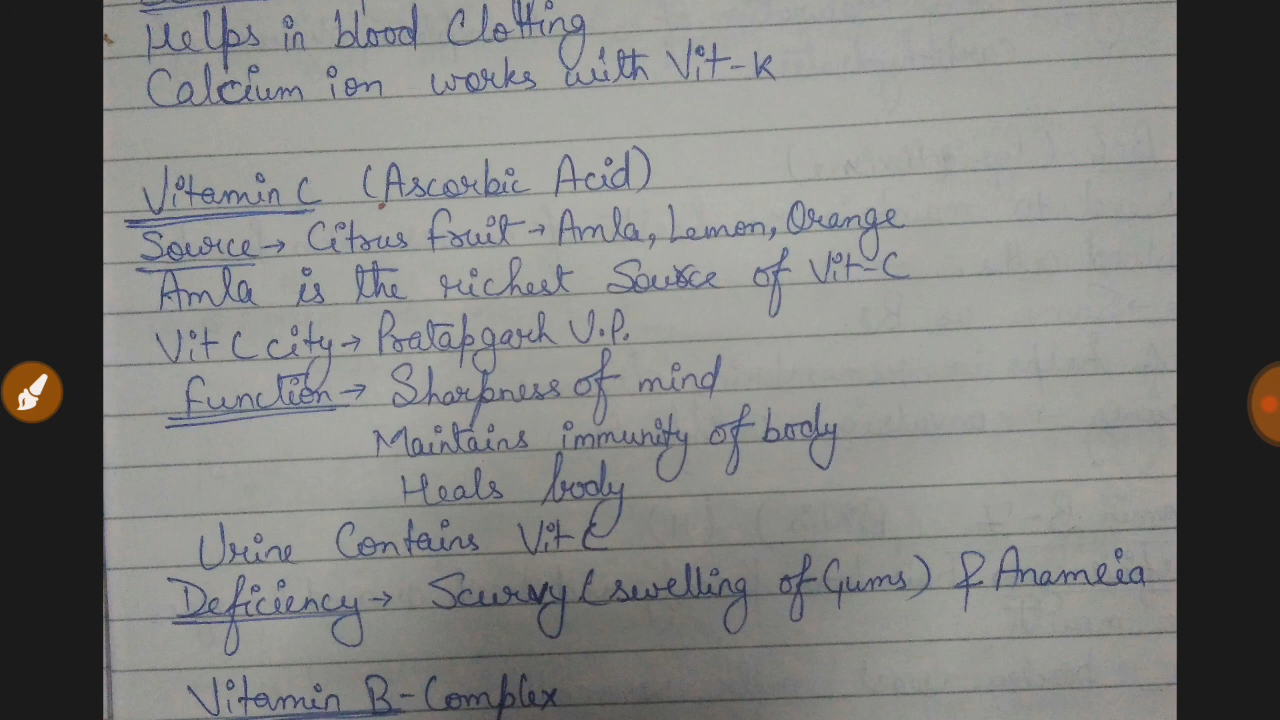 Helps in blood Clotting
Calcium ion works with Vit-K
Vitamin C (Ascorbic Acid)
Source → Citrus fruit → Amla, Lemon, Orange
Amla is the richest Source of Vit-C
Vit C city → Pratapgarh U.P.
Function → Sharpness of mind
Maintains immunity of body
Heals body
Urine Contains Vit C
Deficiency → Scurvy (swelling of Gums) & Anameia
Vitamin B-Complex